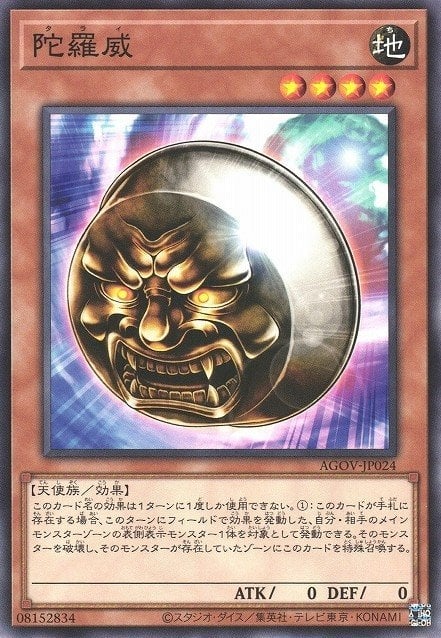 タライ
陀羅威
ち
地
AGOV-JP024
【天使族／効果】
このカード名の効果は1ターンに1度しか使用できない。①：このカードが手札に
存在する場合、このターンにフィールドで効果を発動した、自分・相手のメイン
モンスターゾーンの表側表示モンスター1体を対象として発動できる。そのモンス
ターを破壊し、そのモンスターが存在していたゾーンにこのカードを特殊召喚する。
ATK/ 0 DEF/ 0
08152834
©スタジオ・ダイス／集英社・テレビ東京・KONAMI